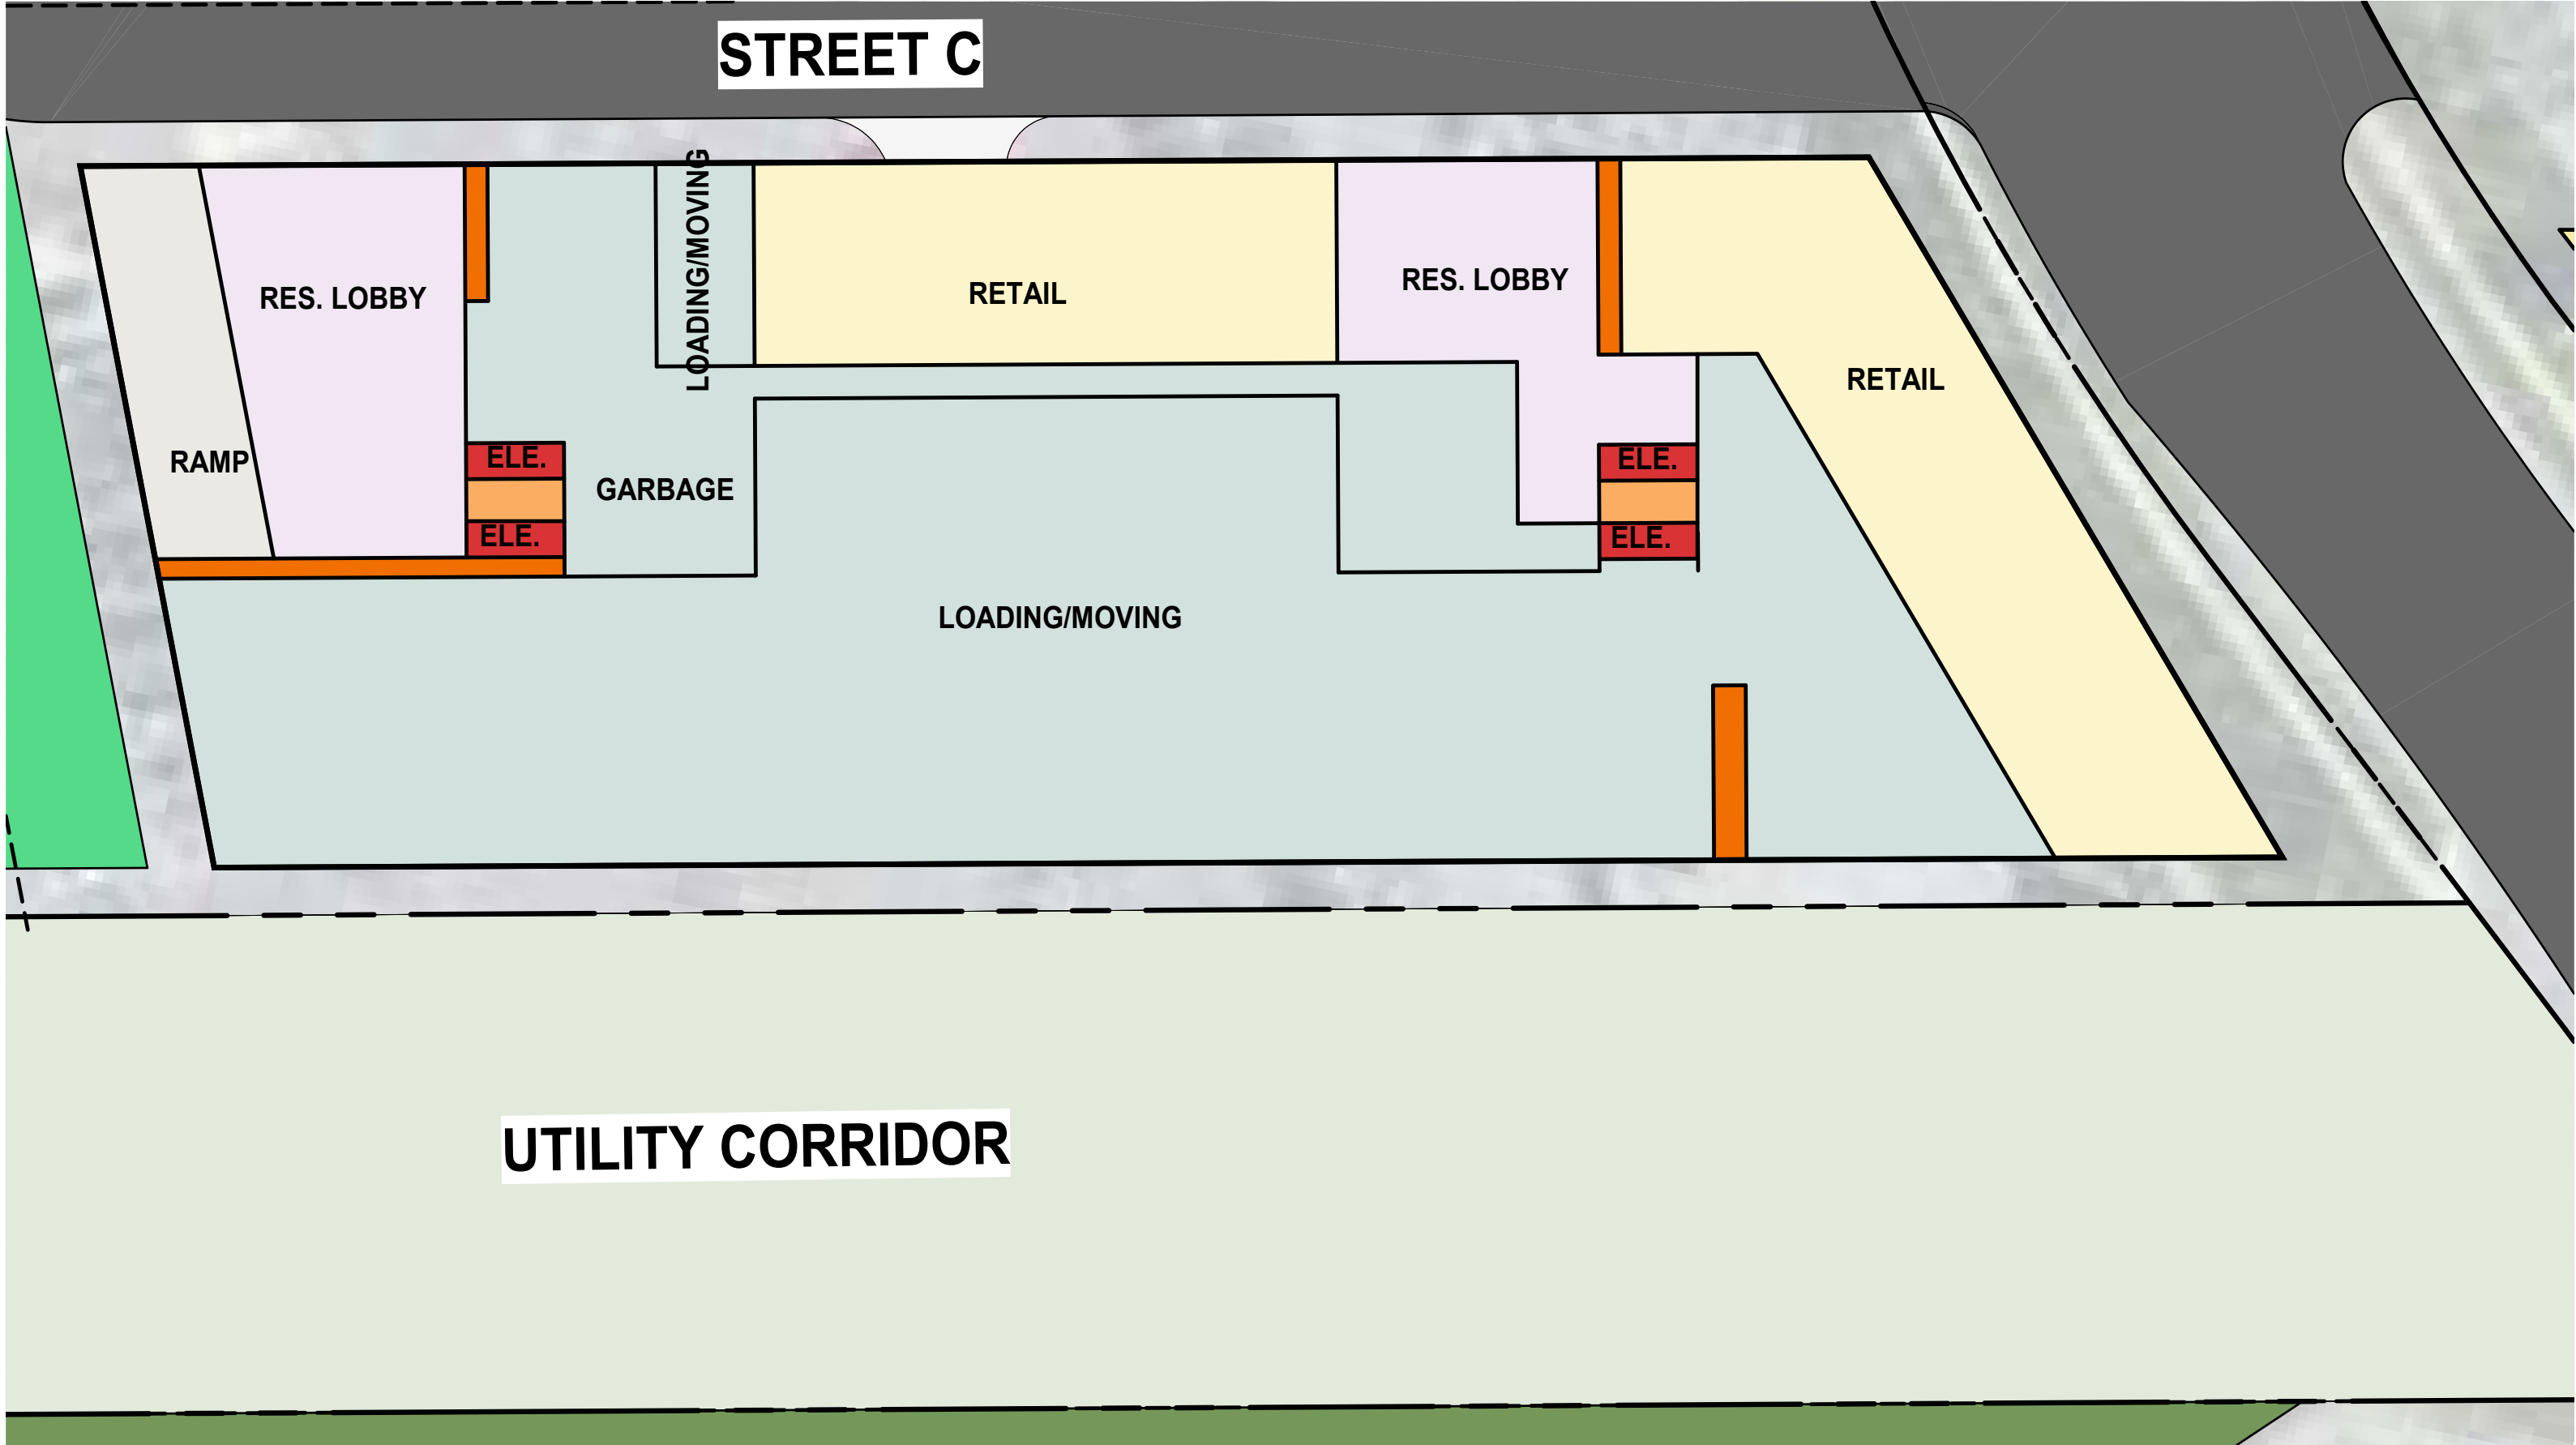 STREET C
LOADING/MOVING
RES. LOBBY
RETAIL
RES. LOBBY
RETAIL
RAMP
ELE.
GARBAGE
ELE.
ELE.
ELE.
LOADING/MOVING
UTILITY CORRIDOR